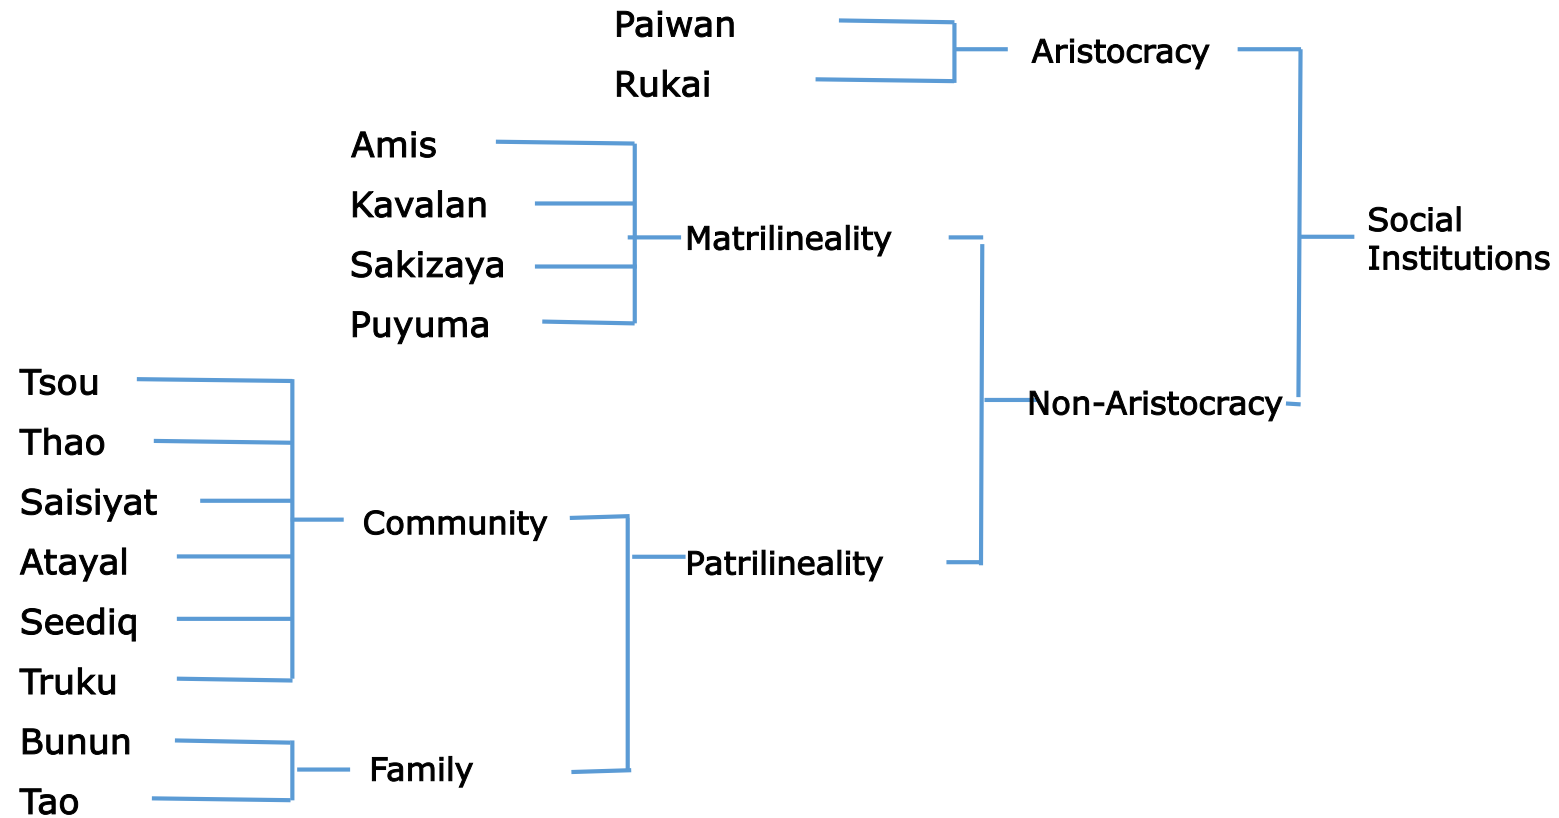 Paiwan
Aristocracy
Rukai
Amis
Kavalan
Social
Institutions
Matrilineality
Sakizaya
Puyuma
Tsou
Non-Aristocracy
Thao
Saisiyat
Community
Atayal
Patrilineality
Seediq
Truku
Bunun
Family
Tao